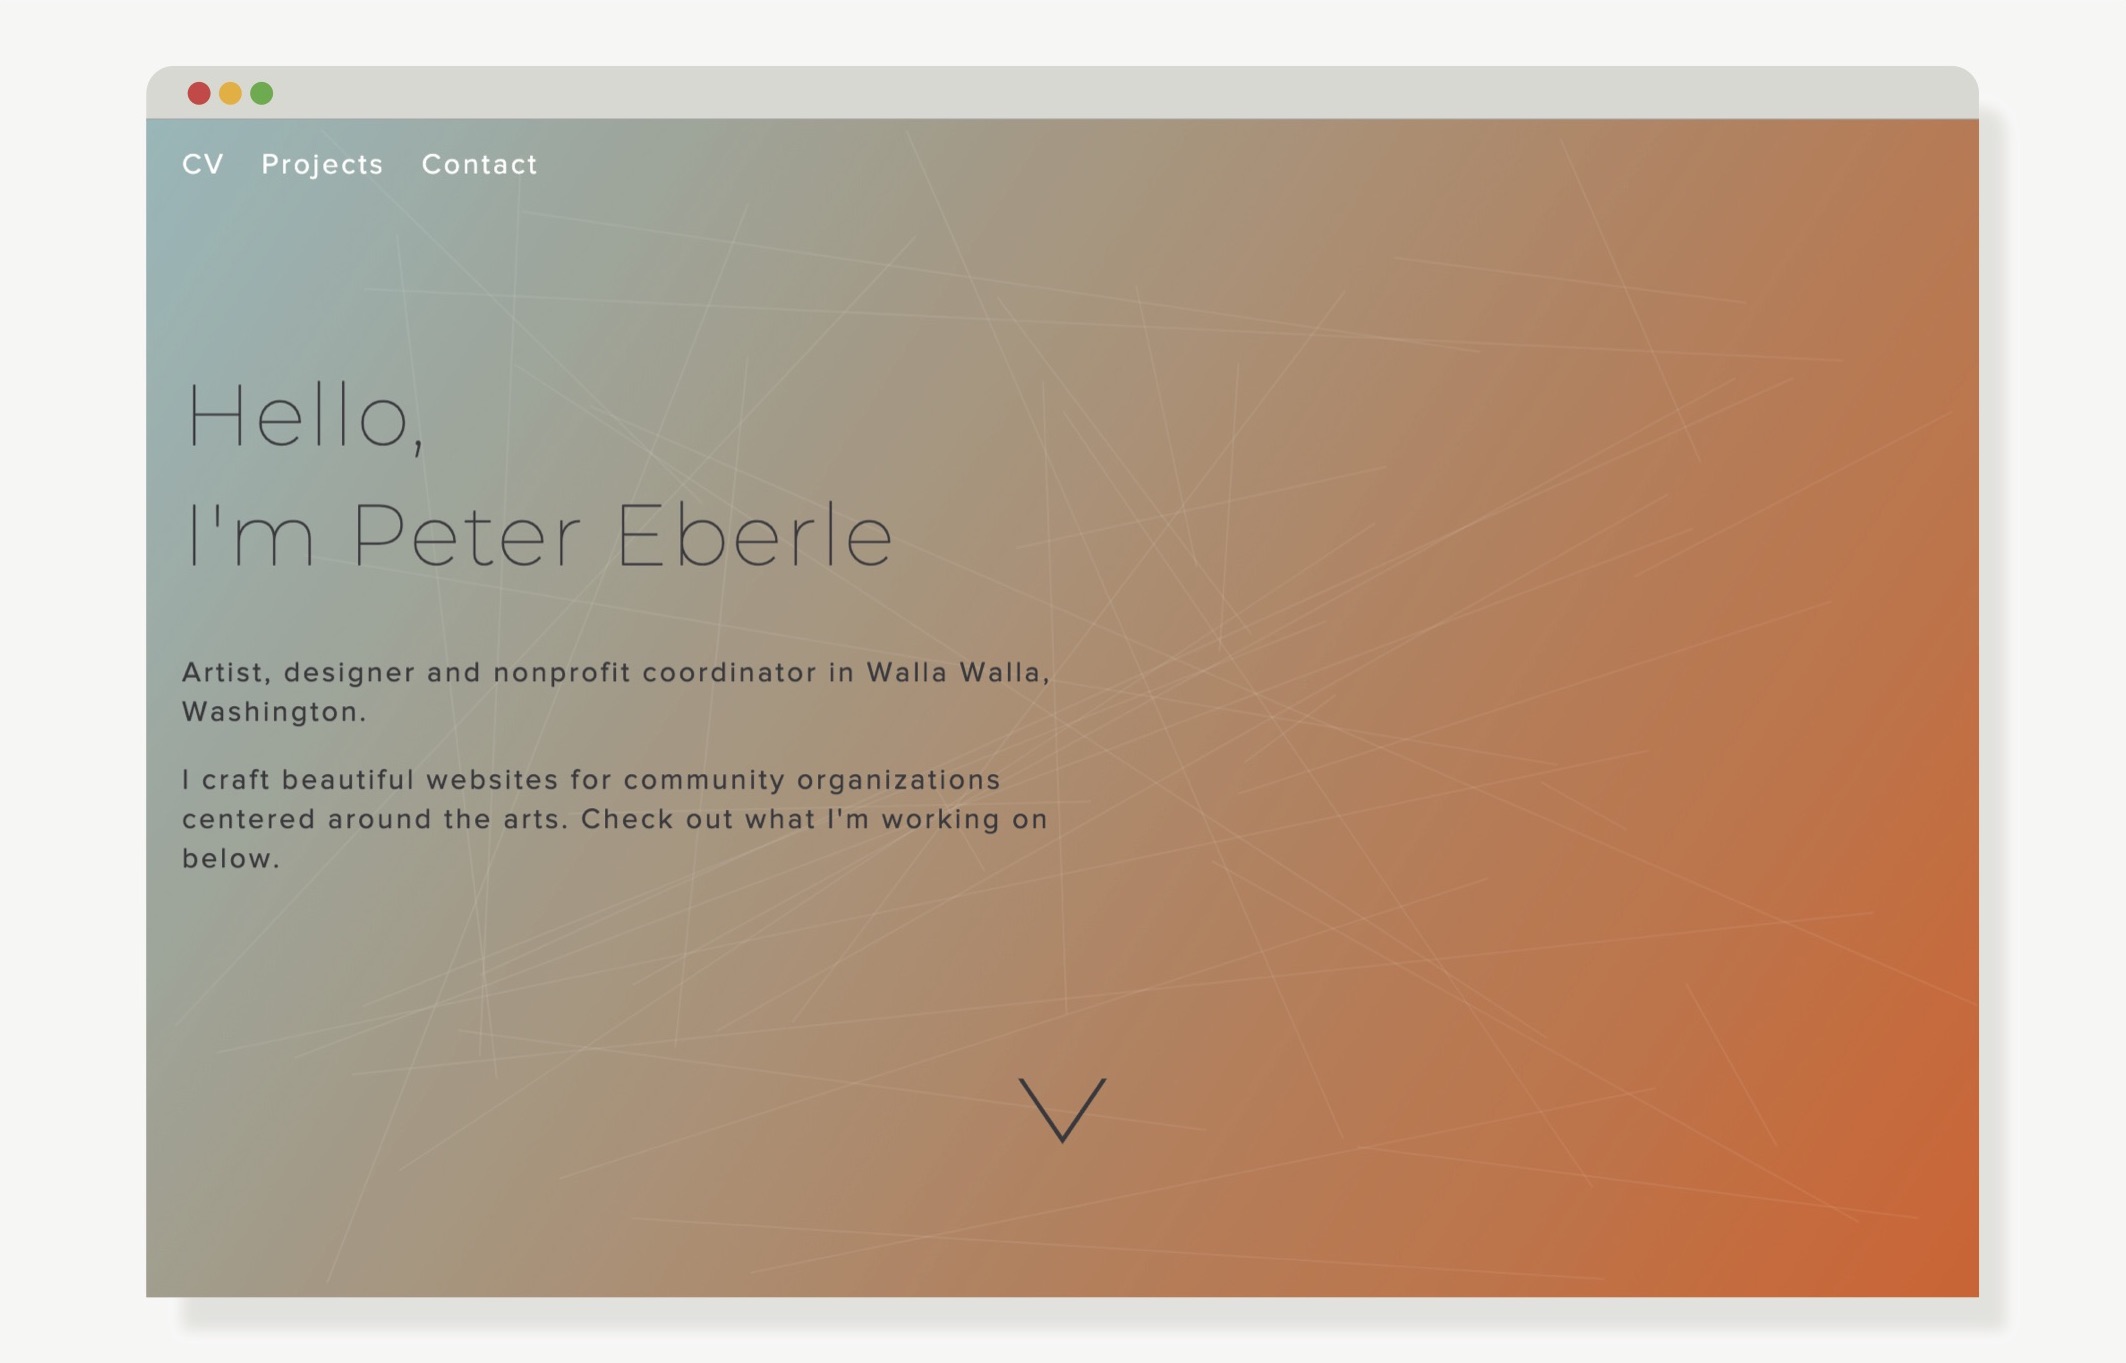 CV Projects Contact
Hello,
I'm Peter Eberle
Artist, designer and nonprofit coordinator in Walla Walla,
Washington.
I craft beautiful websites for community organizations
centered around the arts. Check out what I'm working on
below.